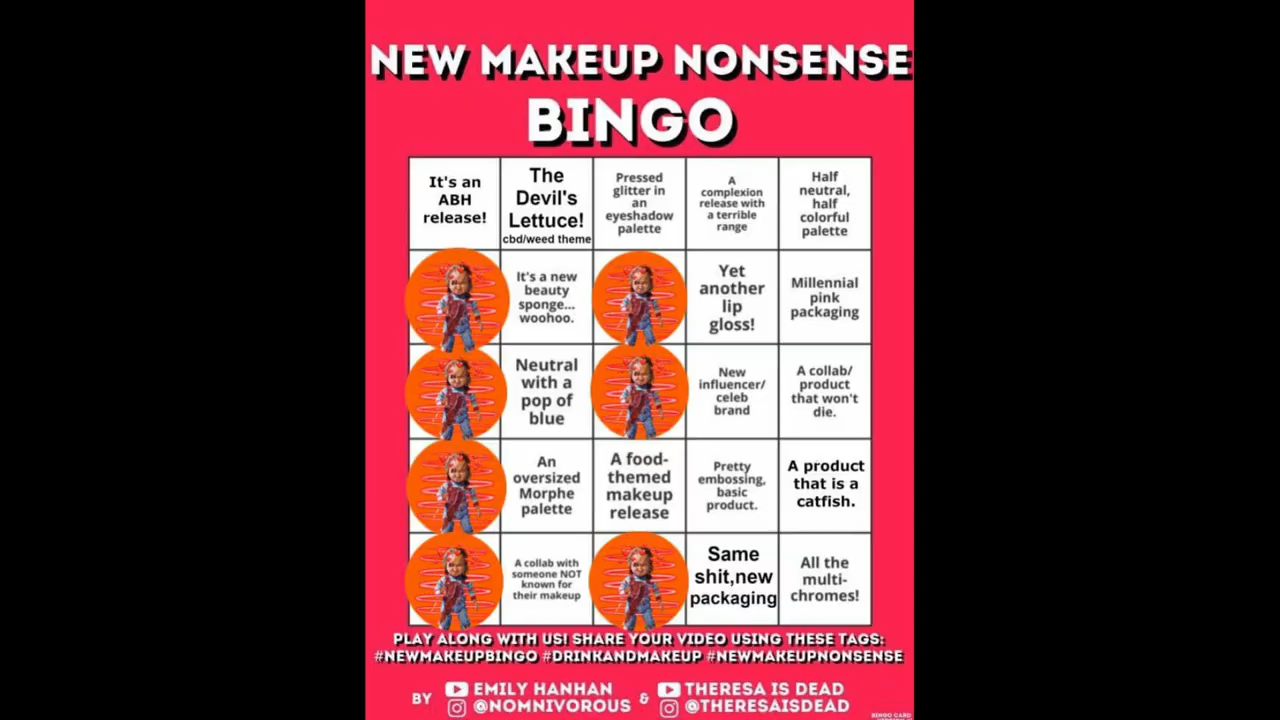 NEW MAKEUP NONSENSE
BINGO
It's an
ABH
release!
The
Devil's
Lettuce!
cbd/weed theme
Pressed
glitter in
an
eyeshadow
palette
A
complexion
release with
a terrible
range
Half
neutral,
half
colorful
palette
It's a new
beauty
sponge...
woohoo.
Yet
another
lip
gloss!
Millennial
pink
packaging
Neutral
with a
pop of
blue
New
influencer/
celeb
brand
A collab/
product
that won't
die.
An
oversized
Morphe
palette
A food-
themed
makeup
release
Pretty
embossing,
basic
product.
A product
that is a
catfish.
A collab with
someone NOT
known for
their makeup
Same
shit,new
packaging
All the
multi-
chromes!
PLAY ALONG WITH US! SHARE YOUR VIDEO USING THESE TAGS:
#NEWMAKEUPBINGO #DRINKANDMAKEUP #NEWMAKEUPNONSENSE
BY EMILY HANHAN & THERESA IS DEAD
@NOMNIVOROUS @THERESAISDEAD
BINGO CARD